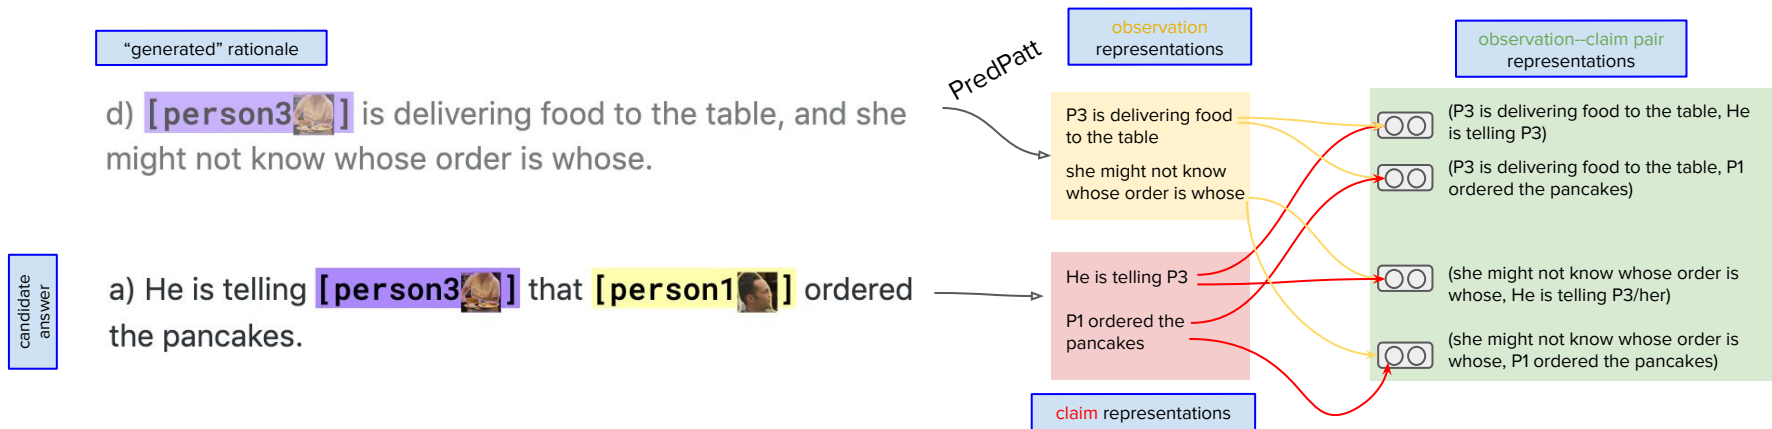 “generated” rationale
d) [person3] is delivering food to the table, and she
might not know whose order is whose.
candidate
answer
a) He is telling [person3] that [person1] ordered
the pancakes.
PredPatt
observation
representations
P3 is delivering food
to the table
she might not know
whose order is whose
He is telling P3
P1 ordered the
pancakes
claim representations
observation--claim pair
representations
(P3 is delivering food to the table, He
is telling P3)
(P3 is delivering food to the table, P1
ordered the pancakes)
(she might not know whose order is
whose, He is telling P3/her)
(she might not know whose order is
whose, P1 ordered the pancakes)